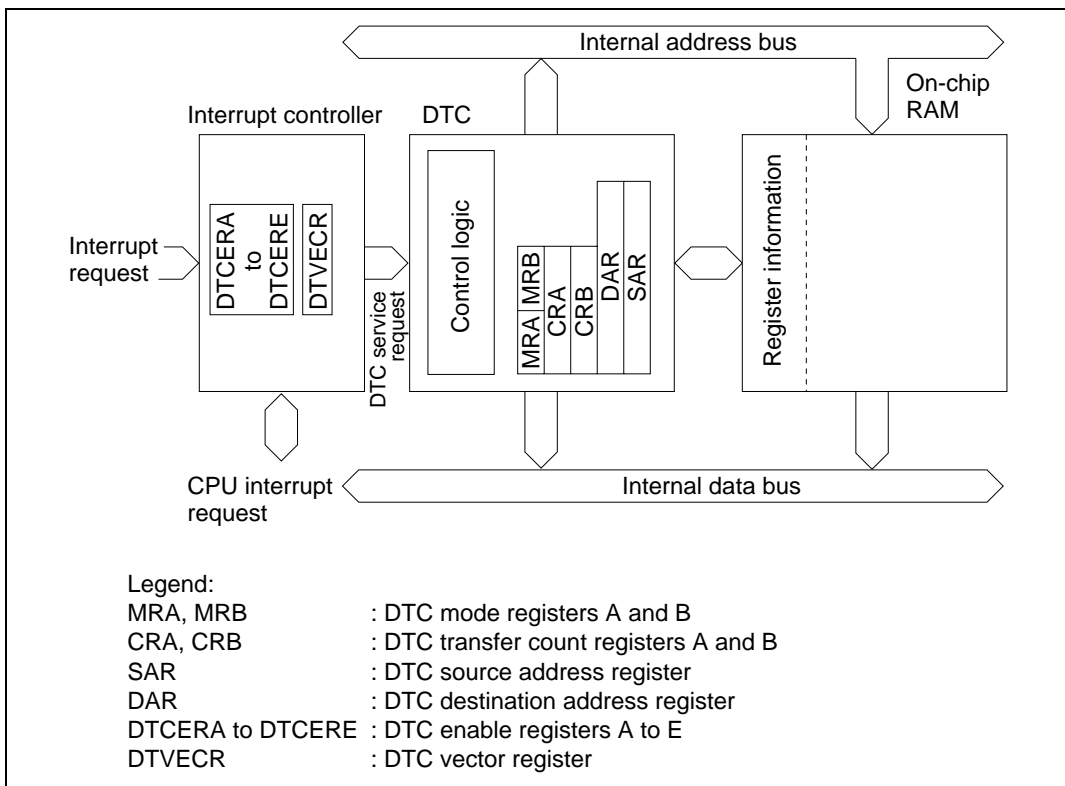 Internal address bus
On-chip
RAM
Interrupt controller
DTC
Interrupt
request
DTCERA
to
DTCERE
DTVECR
DTC service
request
Control logic
MRA
MRB
CRA
CRB
DAR
SAR
Register information
CPU interrupt
request
Internal data bus
Legend:
MRA, MRB : DTC mode registers A and B
CRA, CRB : DTC transfer count registers A and B
SAR : DTC source address register
DAR : DTC destination address register
DTCERA to DTCERE : DTC enable registers A to E
DTVECR : DTC vector register